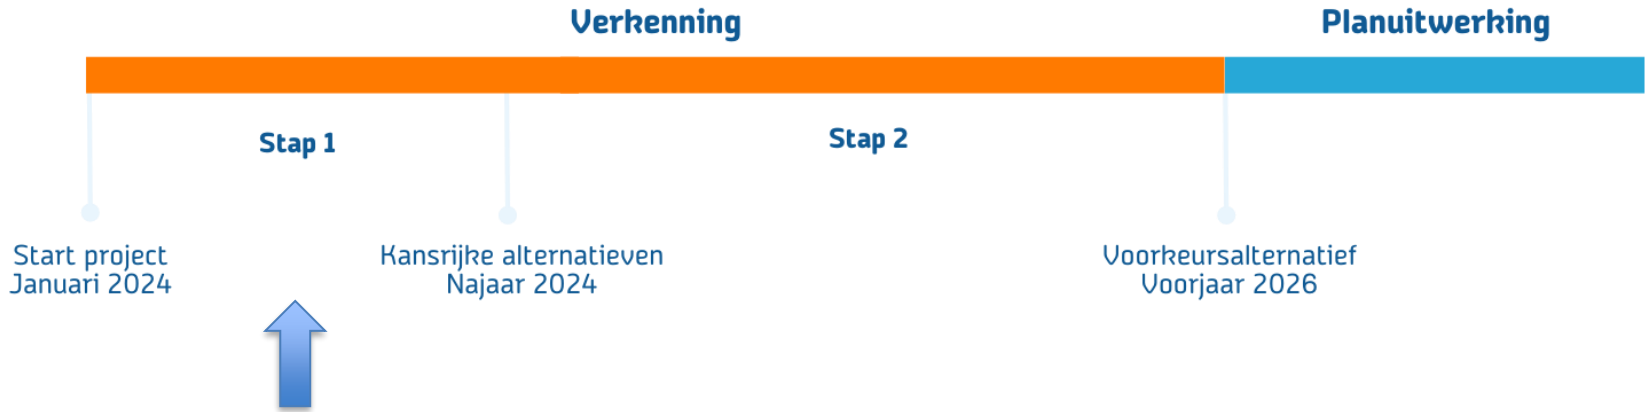 Verkenning
Planuitwerking
Stap 1
Stap 2
Start project
Januari 2024
Kansrijke alternatieven
Najaar 2024
Voorkeursalternatief
Voorjaar 2026